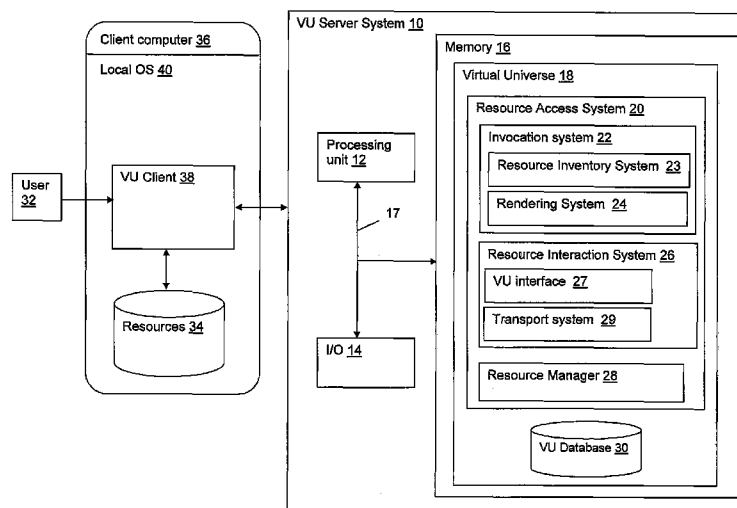 VU Server System 10
Client computer 36
Local OS 40
Memory 16
Virtual Universe 18
Resource Access System 20
Invocation system 22
Resource Inventory System 23
Rendering System 24
Processing unit 12
User 32
VU Client 38
17
Resource Interaction System 26
VU interface 27
Transport system 29
Resources 34
I/O 14
Resource Manager 28
VU Database 30